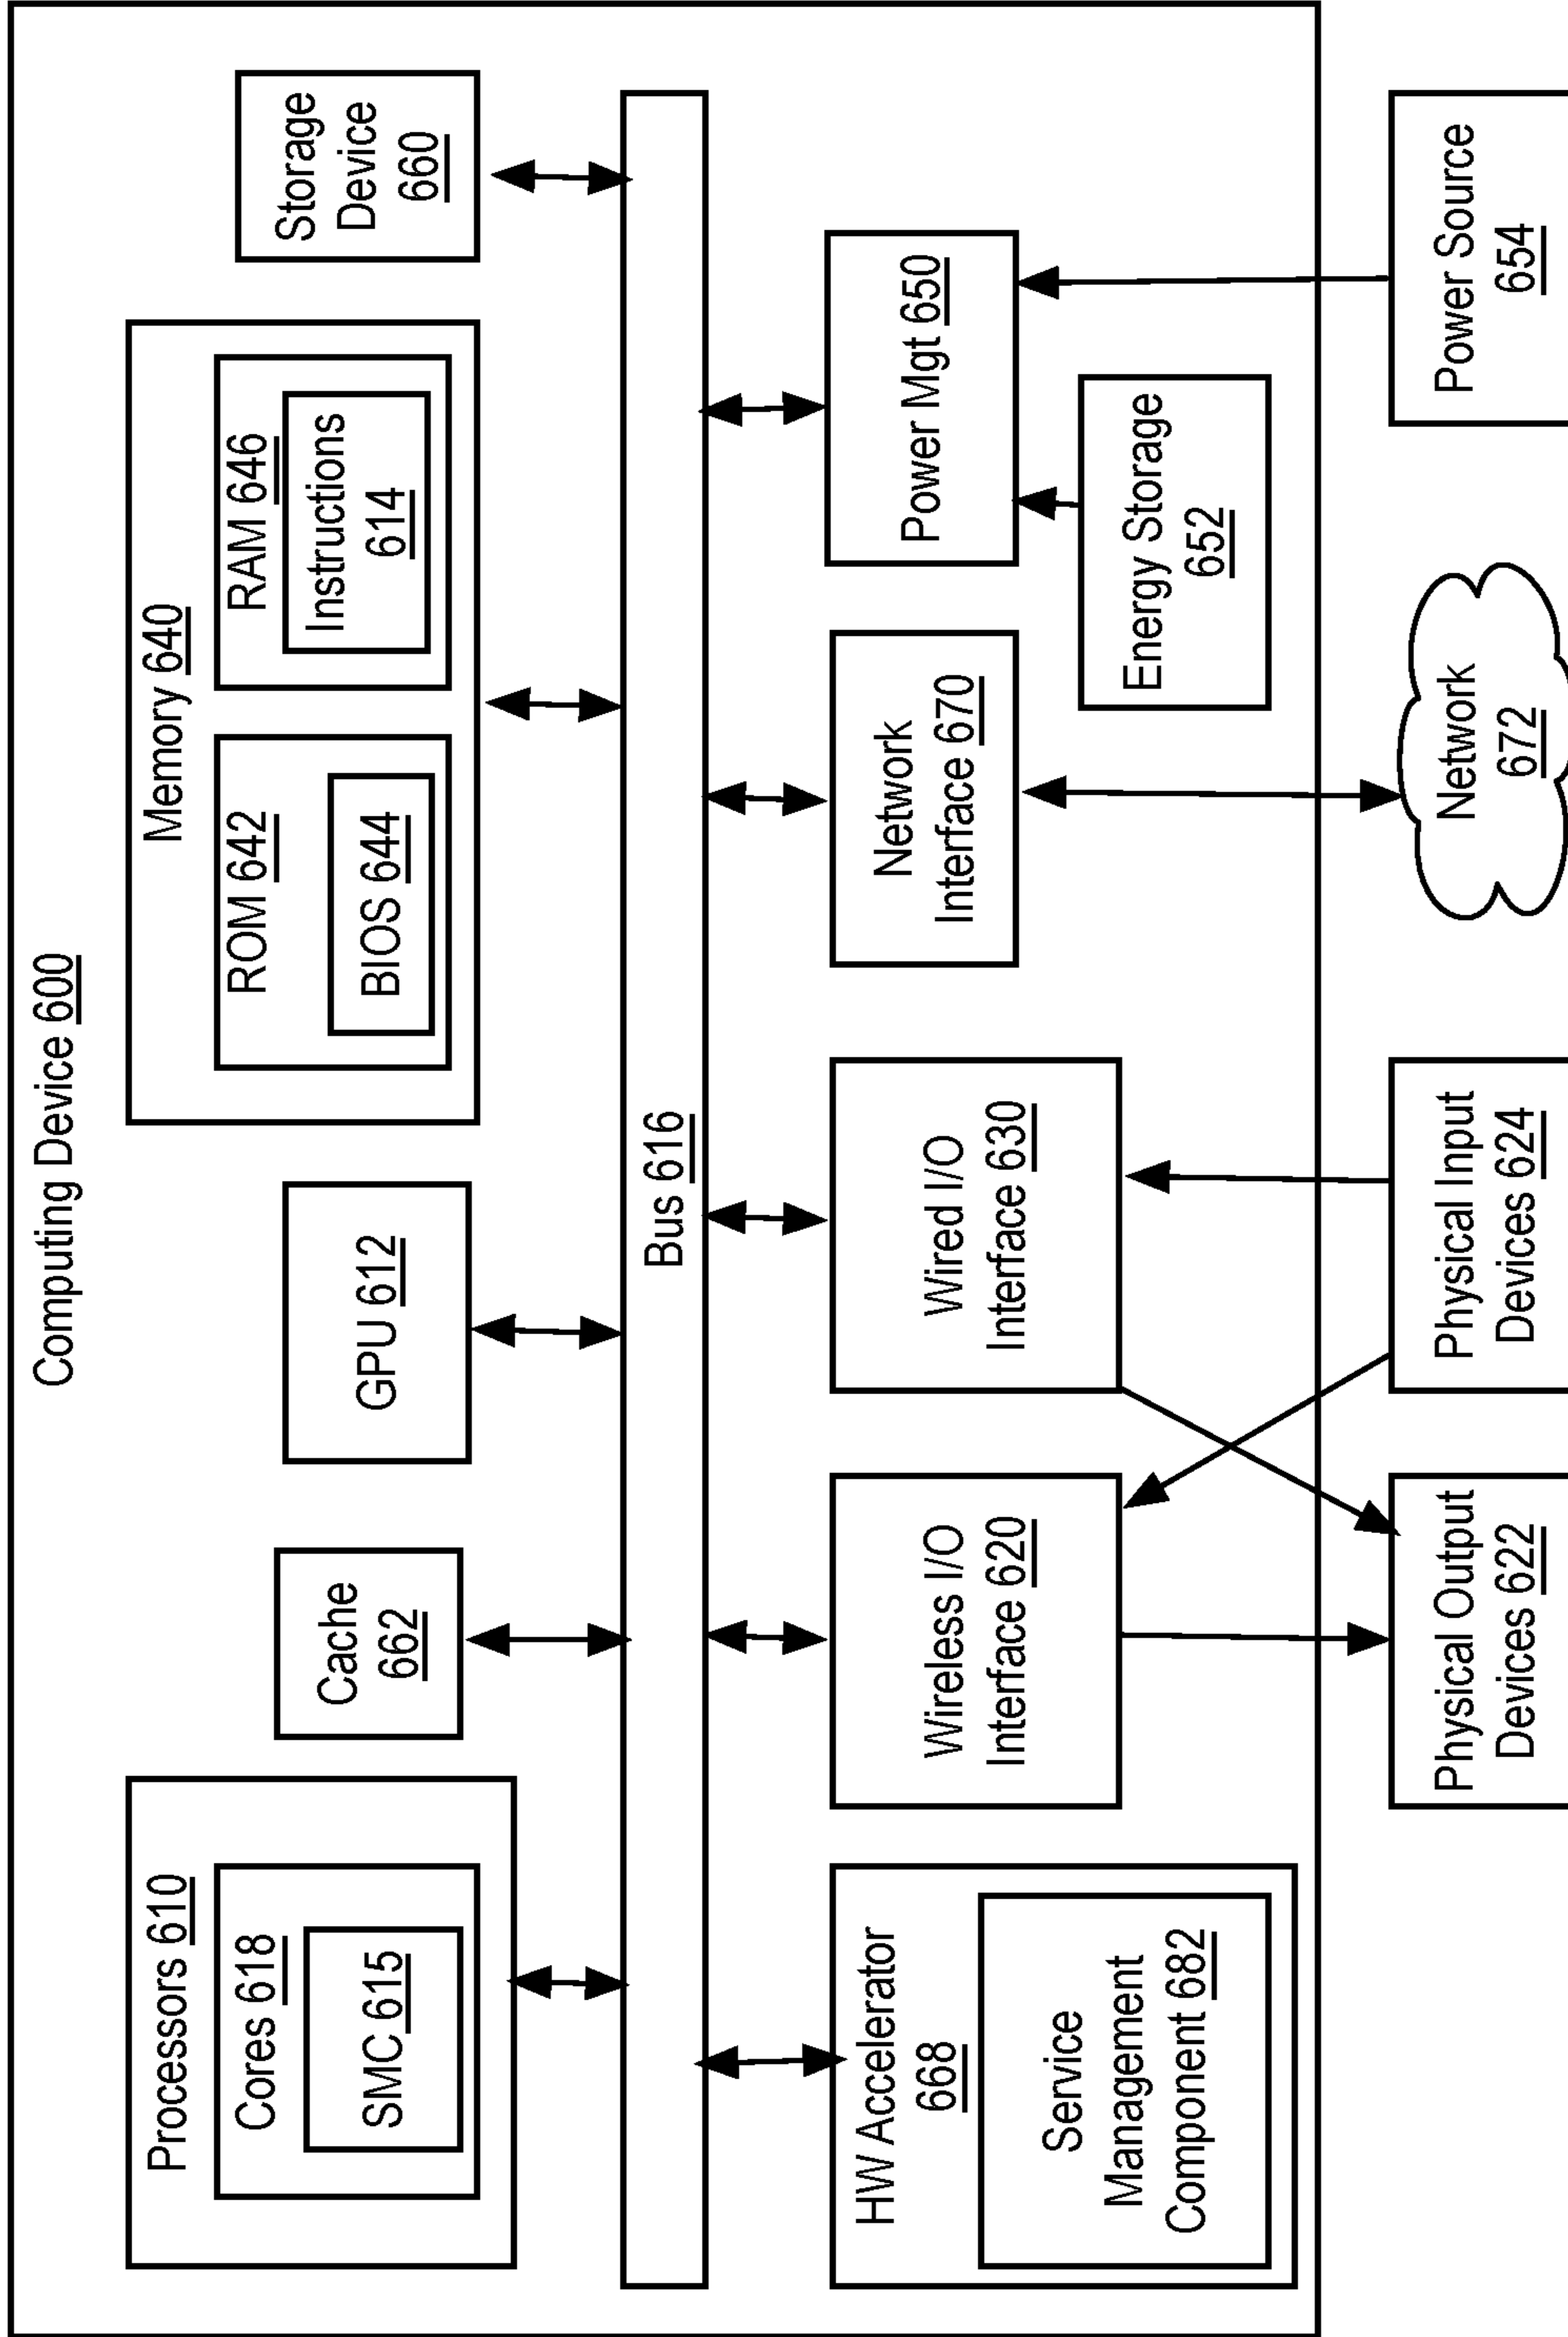 Computing Device 600
Processors 610
Cores 618
SMC 615
Cache
662
GPU 612
Memory 640
ROM 642
BIOS 644
RAM 646
Instructions
614
Storage
Device
660
Bus 616
HW Accelerator
668
Service
Management
Component 682
Wireless I/O
Interface 620
Wired I/O
Interface 630
Network
Interface 670
Power Mgt 650
Energy Storage
652
Physical Output
Devices 622
Physical Input
Devices 624
Network
672
Power Source
654